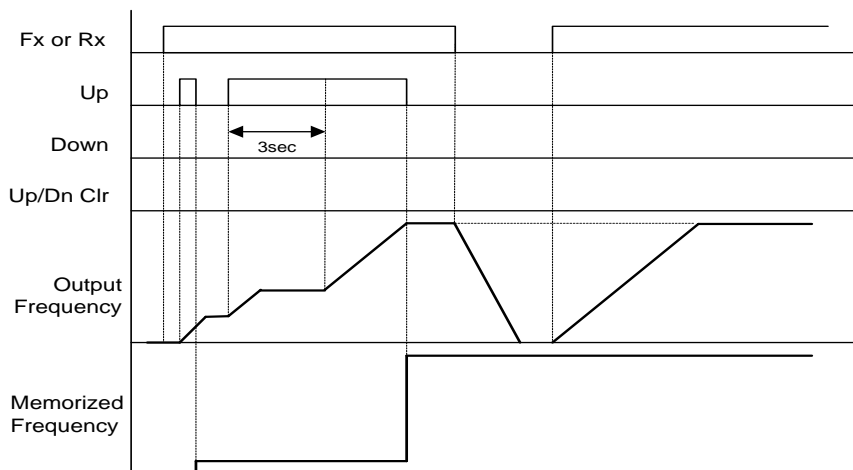 Fx or Rx
Up
3sec
Down
Up/Dn Clr
Output
Frequency
Memorized
Frequency